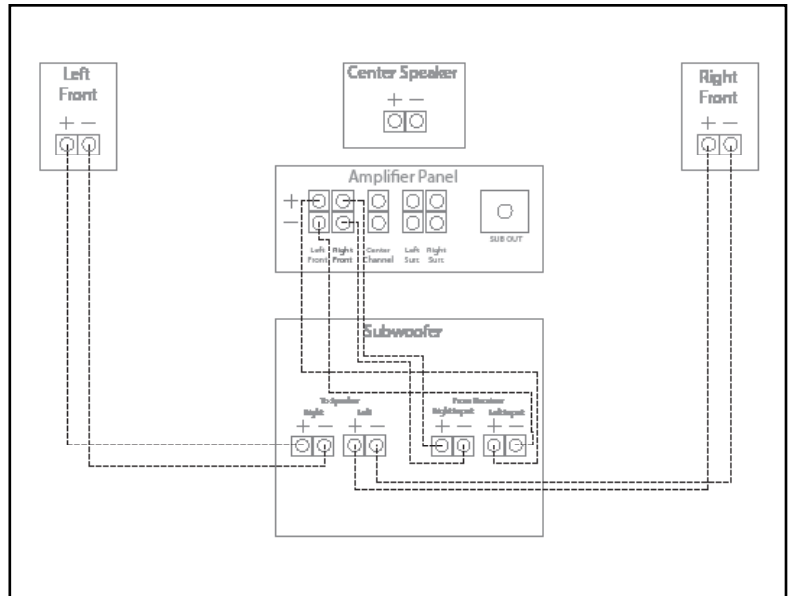 Left
Front
+ −
Center Speaker
+ −
Right
Front
+ −
Amplifier Panel
+
−
SUB OUT
Left Right Center Left Right
Front Front Channel Surr. Surr.
Subwoofer
To Speaker
From Receiver
Right Left
Right Input Left Input
+ − + −
+ − + −